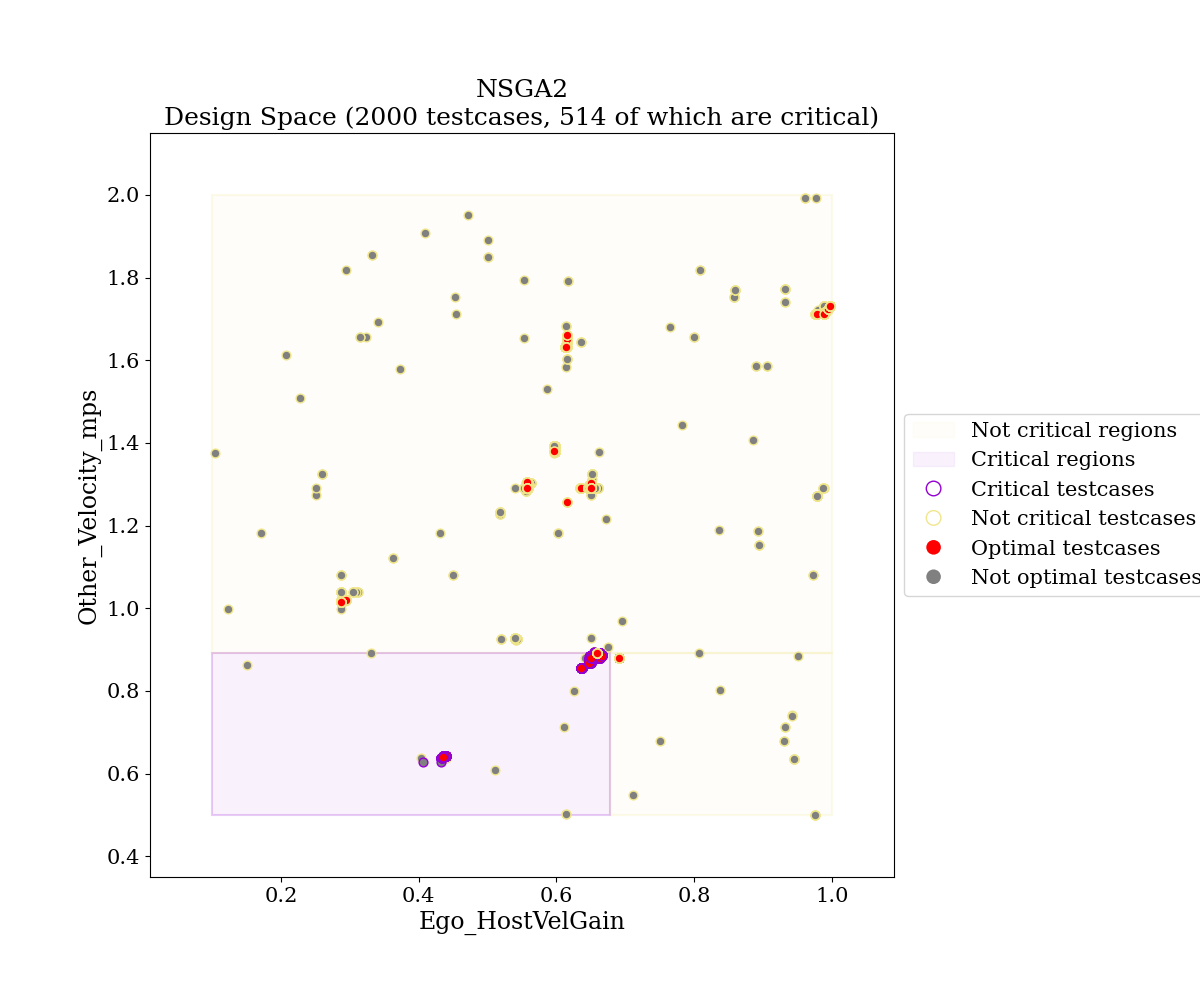 NSGA2
Design Space (2000 testcases, 514 of which are critical)
Other_Velocity_mps
2.0
1.8
1.6
1.4
1.2
1.0
0.8
0.6
0.4
0.2
0.4
0.6
0.8
1.0
Ego_HostVelGain
Not critical regions
Critical regions
Critical testcases
Not critical testcases
Optimal testcases
Not optimal testcases